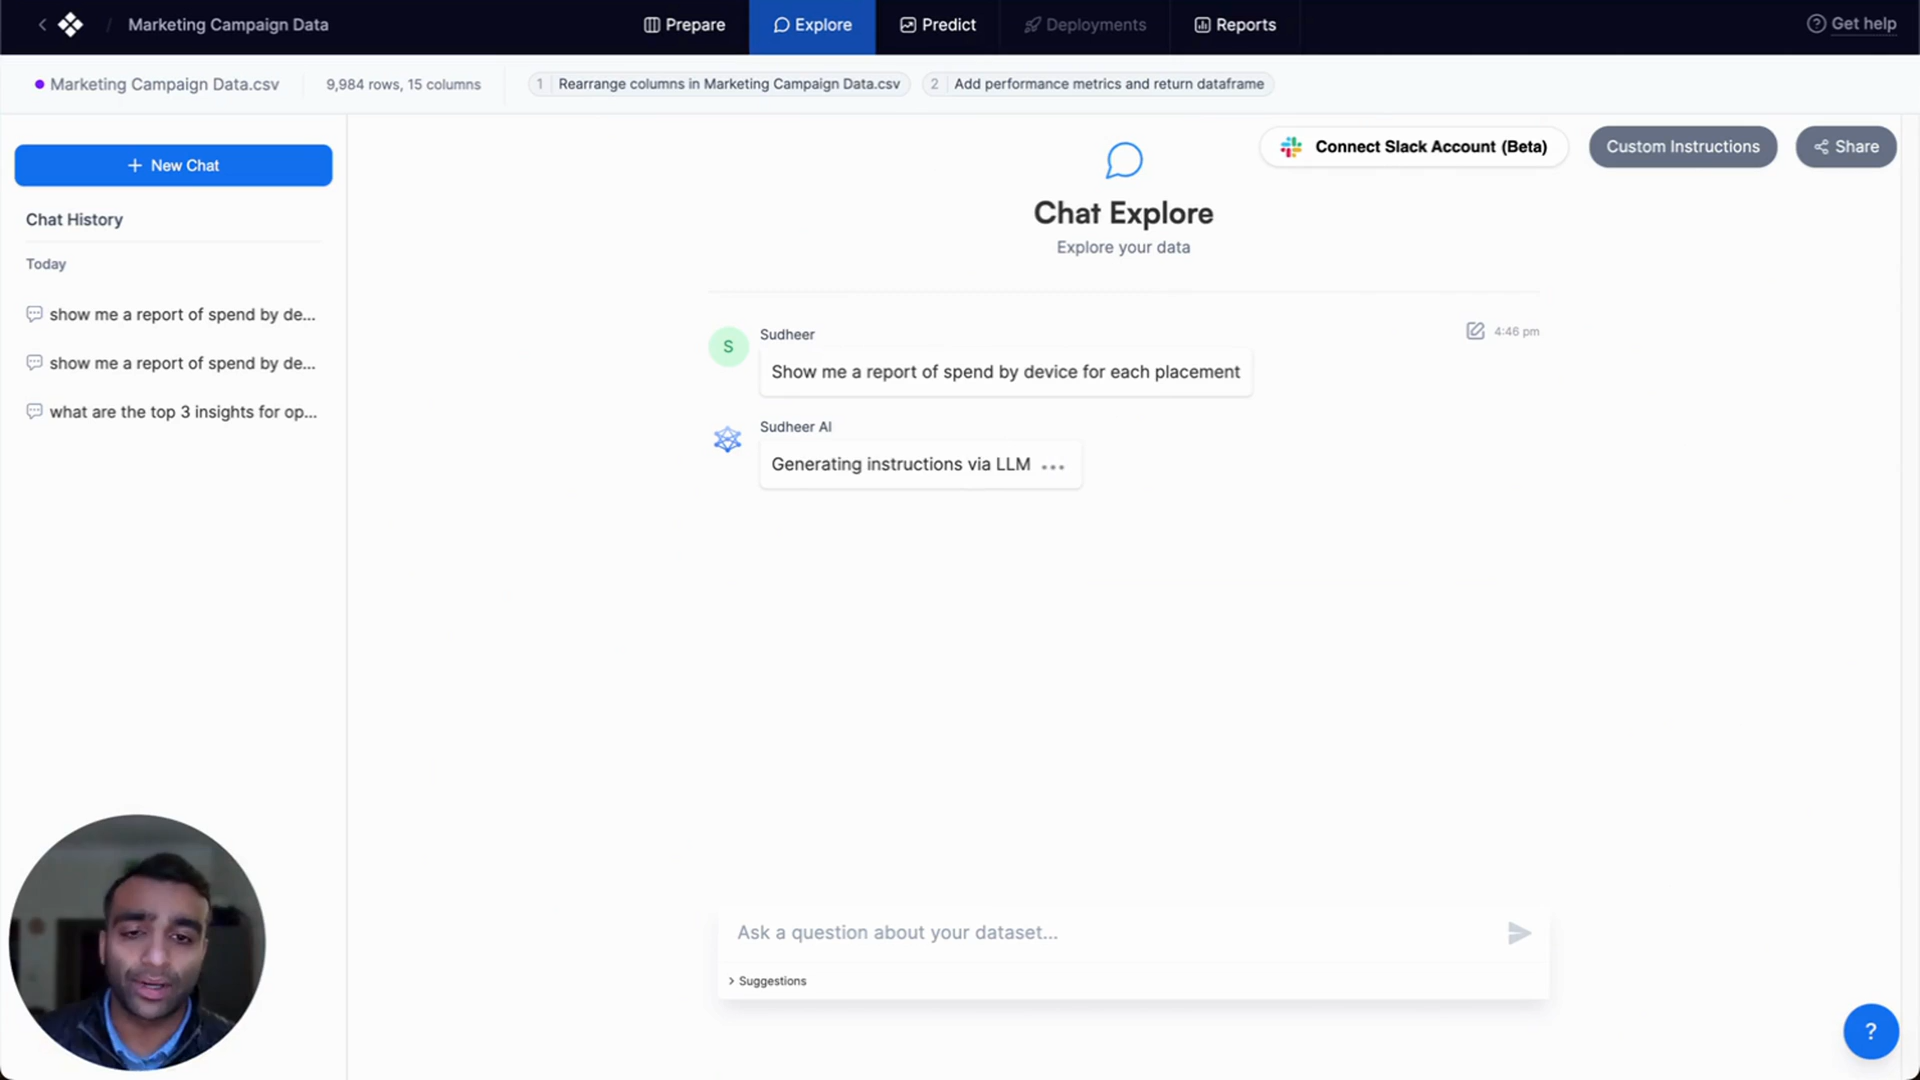 Marketing Campaign Data
Prepare
Explore
Predict
Deployments
Reports
Get help
Marketing Campaign Data.csv
9,984 rows, 15 columns
1 Rearrange columns in Marketing Campaign Data.csv
2 Add performance metrics and return dataframe
+ New Chat
Connect Slack Account (Beta)
Custom Instructions
Share
Chat History
Today
show me a report of spend by de...
show me a report of spend by de...
what are the top 3 insights for op...
Chat Explore
Explore your data
S
Sudheer
4:46 pm
Show me a report of spend by device for each placement
Sudheer AI
Generating instructions via LLM ...
Ask a question about your dataset...
> Suggestions
?